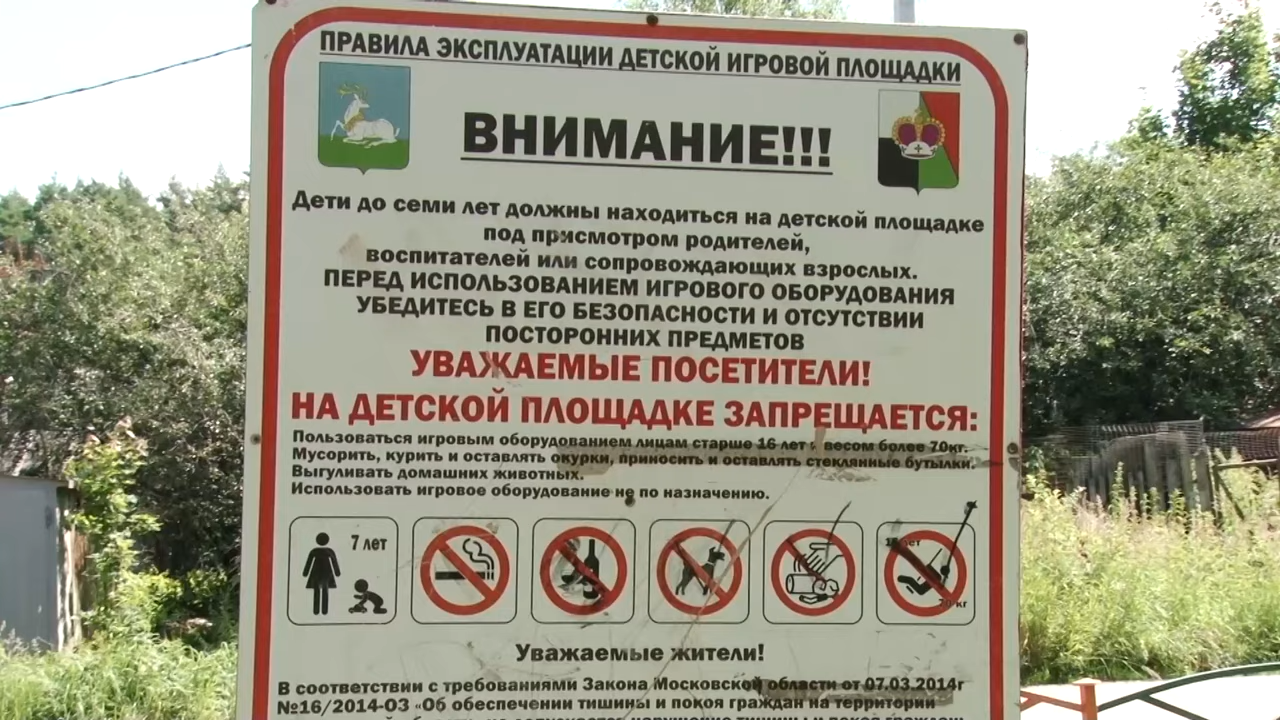 ПРАВИЛА ЭКСПЛУАТАЦИИ ДЕТСКОЙ ИГРОВОЙ ПЛОЩАДКИ
ВНИМАНИЕ!!!
Дети до семи лет должны находиться на детской площадке
под присмотром родителей,
воспитателей или сопровождающих взрослых.
ПЕРЕД ИСПОЛЬЗОВАНИЕМ ИГРОВОГО ОБОРУДОВАНИЯ
УБЕДИТЕСЬ В ЕГО БЕЗОПАСНОСТИ И ОТСУТСТВИИ
ПОСТОРОННИХ ПРЕДМЕТОВ
УВАЖАЕМЫЕ ПОСЕТИТЕЛИ!
НА ДЕТСКОЙ ПЛОЩАДКЕ ЗАПРЕЩАЕТСЯ:
Пользоваться игровым оборудованием лицам старше 16 лет и весом более 70кг.
Мусорить, курить и оставлять окурки, приносить и оставлять стеклянные бутылки.
Выгуливать домашних животных.
Использовать игровое оборудование не по назначению.
7 лет
лет
70 кг
Уважаемые жители!
В соответствии с требованиями Закона Московской области от 07.03.2014г
№16/2014-ОЗ «Об обеспечении тишины и покоя граждан на территории